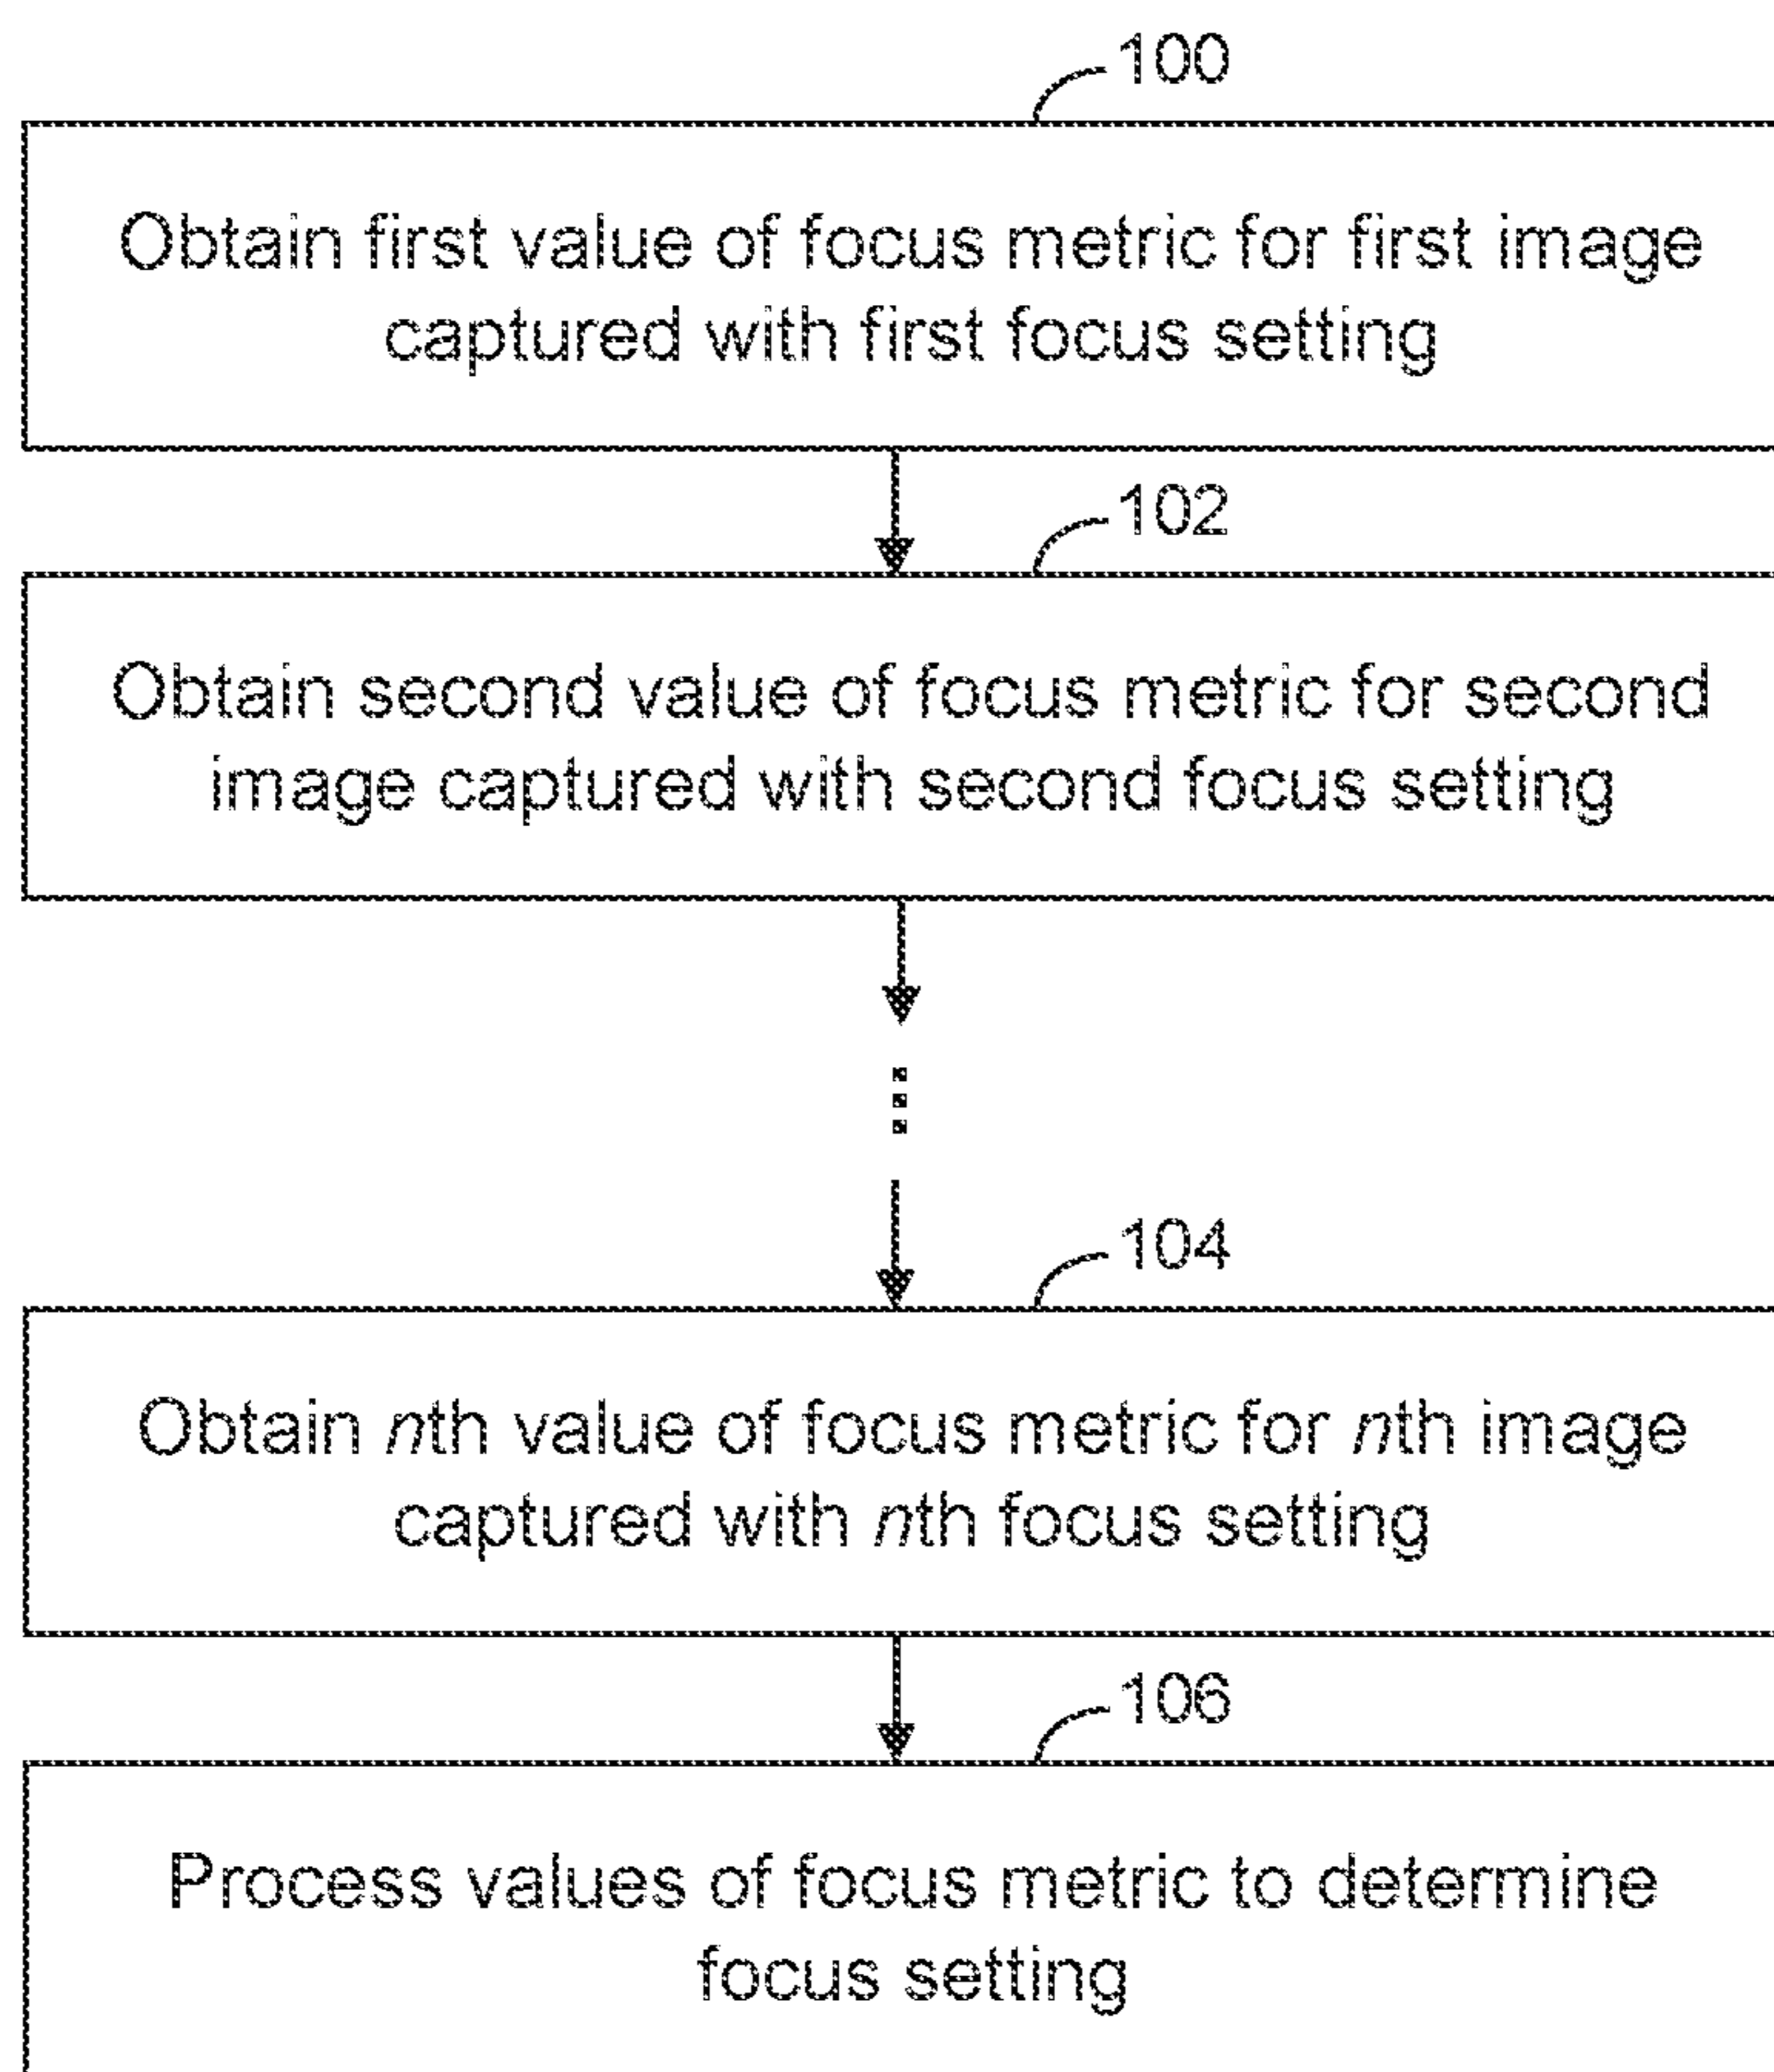 100
Obtain first value of focus metric for first image
captured with first focus setting
102
Obtain second value of focus metric for second
image captured with second focus setting
104
Obtain nth value of focus metric for nth image
captured with nth focus setting
106
Process values of focus metric to determine
focus setting